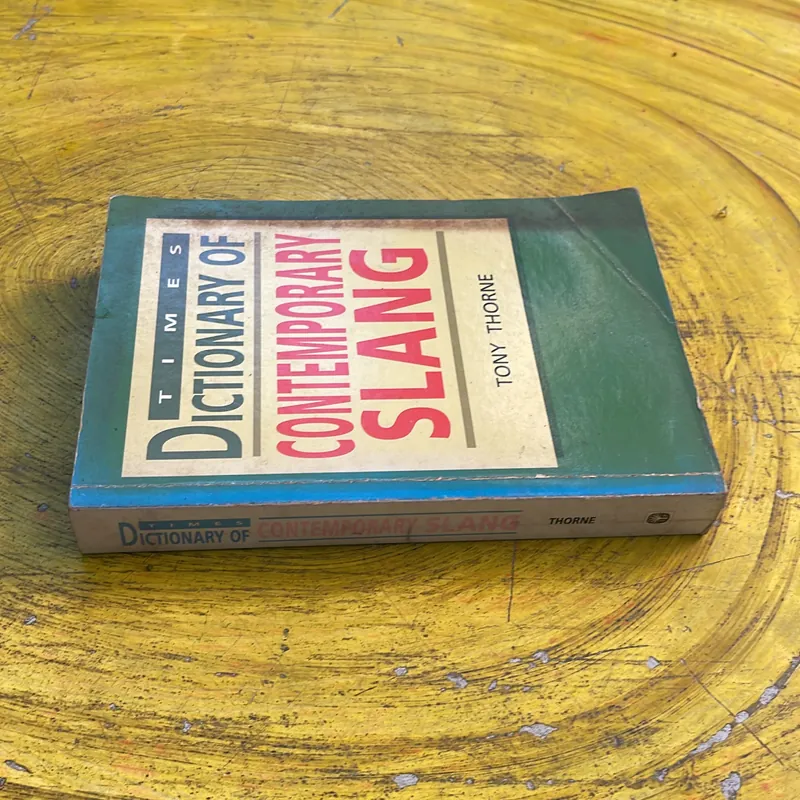 TIMES
DICTIONARY OF
CONTEMPORARY
SLANG
TONY THORNE
TIMES
DICTIONARY OF CONTEMPORARY SLANG THORNE